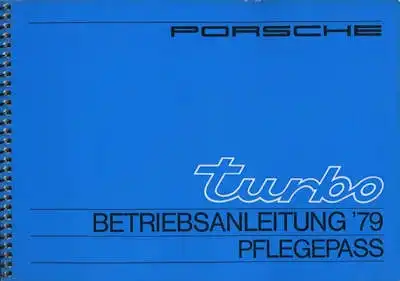 PORSCHE
turbo
BETRIEBSANLEITUNG '79
PFLEGEPASS